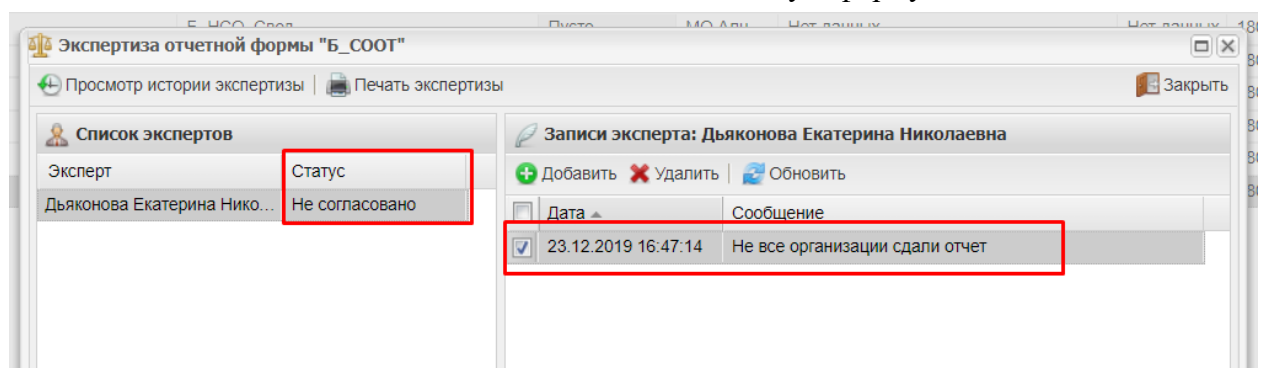 Экспертиза отчетной формы "Б_СООТ"
Просмотр истории экспертизы Печать экспертизы Закрыть
Список экспертов
Эксперт Статус
Дьяконова Екатерина Нико... Не согласовано
Записи эксперта: Дьяконова Екатерина Николаевна
Добавить Удалить Обновить
Дата Сообщение
23.12.2019 16:47:14 Не все организации сдали отчет